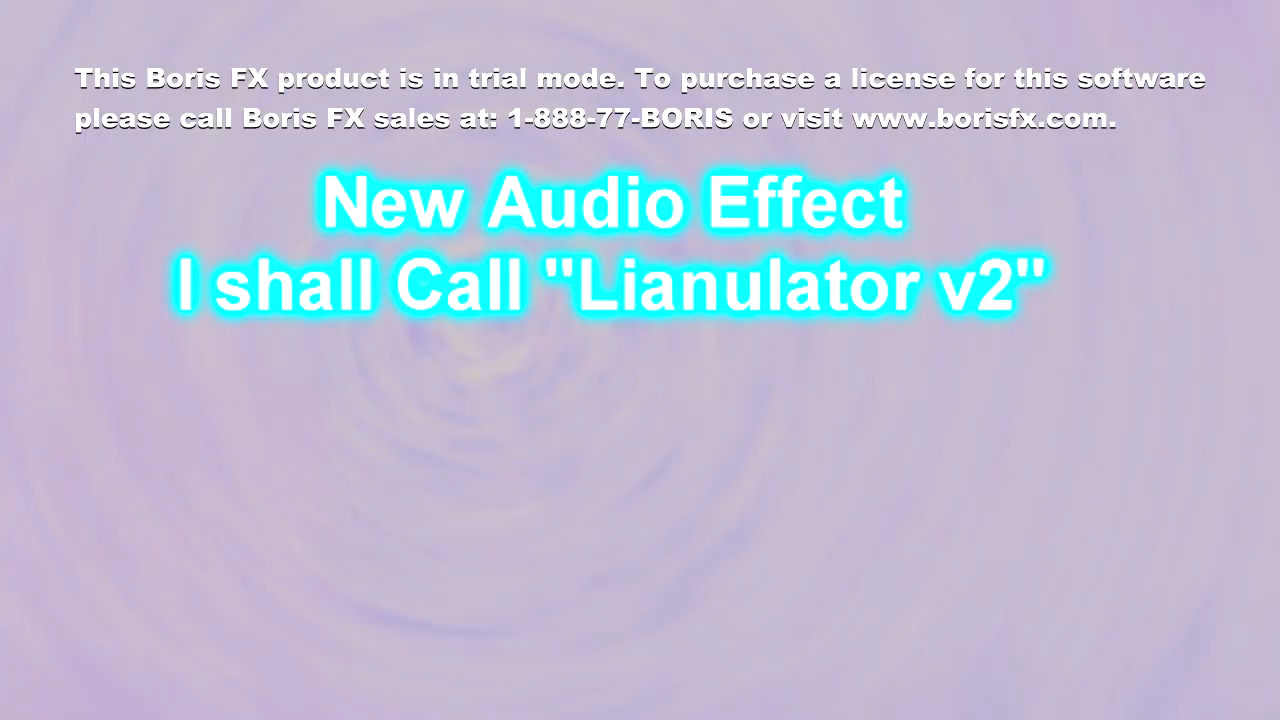 This Boris FX product is in trial mode. To purchase a license for this software
please call Boris FX sales at: 1-888-77-BORIS or visit www.borisfx.com.
New Audio Effect
I shall Call "Lianulator v2"